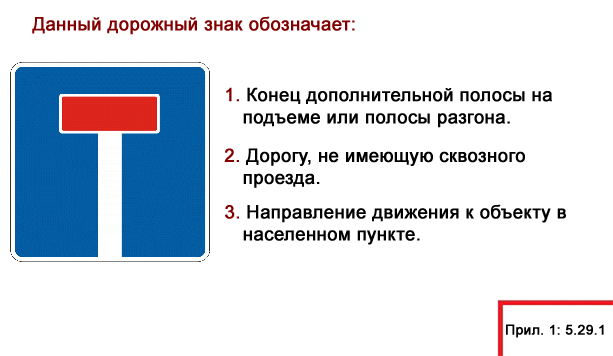 Данный дорожный знак обозначает:
1. Конец дополнительной полосы на
подъеме или полосы разгона.
2. Дорогу, не имеющую сквозного
проезда.
3. Направление движения к объекту в
населенном пункте.
Прил. 1: 5.29.1